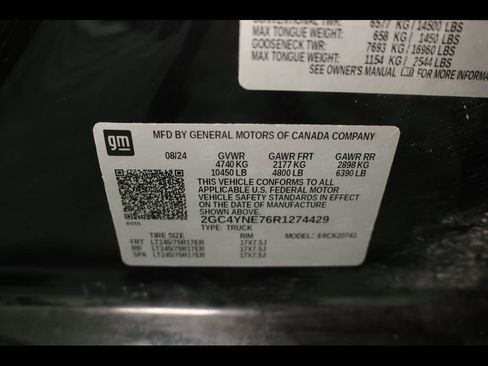 CONVENTIONAL TWR: 6577 KG/14500 LBS
MAX TONGUE WEIGHT: 658 KG/ 1450 LBS
GOOSENECK TWR: 7693 KG/16960 LBS
MAX TONGUE WEIGHT: 1154 KG/ 2544 LBS
SEE OWNER'S MANUAL FOR MORE INFORMA
gm
MFD BY GENERAL MOTORS OF CANADA COMPANY
08/24 GVWR GAWR FRT GAWR RR
4740 KG 2177 KG 2898 KG
10450 LB 4800 LB 6390 LB
THIS VEHICLE CONFORMS TO ALL
APPLICABLE U.S. FEDERAL MOTOR
VEHICLE SAFETY STANDARDS IN EFFECT
ON THE DATE OF MANUFACTURE
2GC4YNE76R1274429
TYPE: TRUCK
TIRE SIZE RIM MODEL: 69CK20743
FRT LT245/75R17ER 17X7.5J
RR LT245/75R17ER 17X7.5J
SPA LT245/75R17ER 17X7.5J